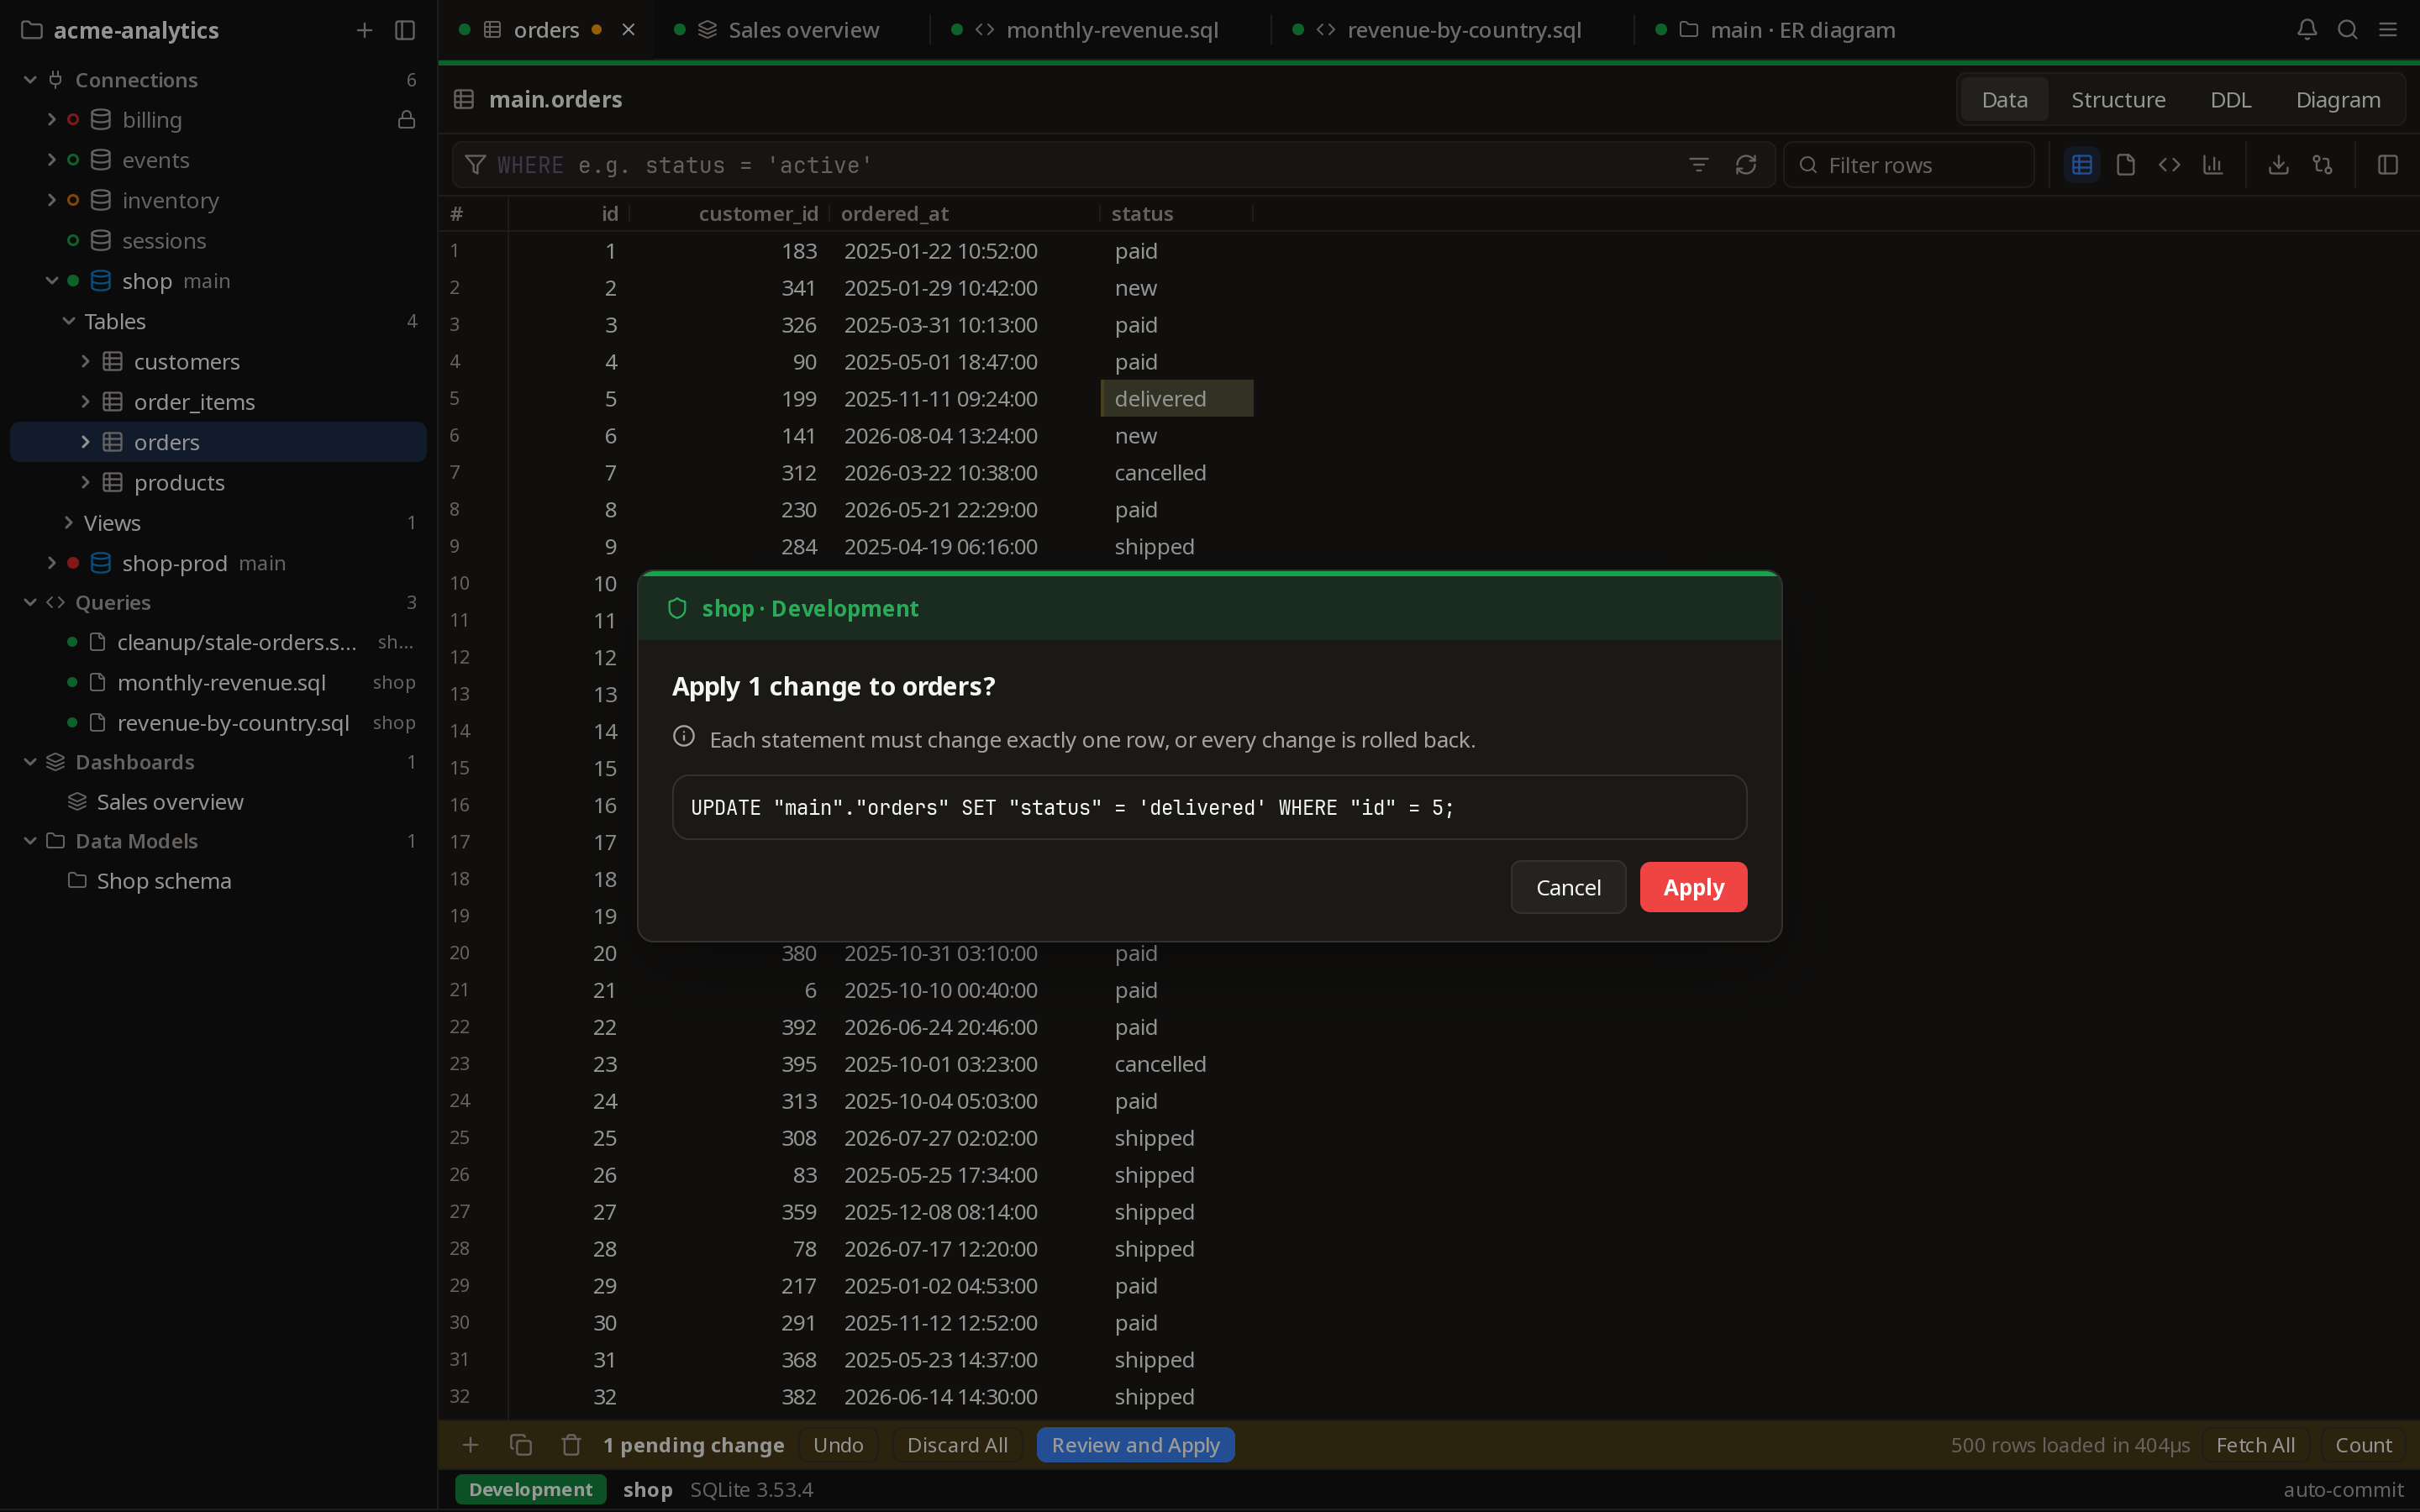 acme-analytics
Connections 6
billing
events
inventory
sessions
shop main
Tables 4
customers
order_items
orders
products
Views 1
shop-prod main
Queries 3
cleanup/stale-orders.s... sh...
monthly-revenue.sql shop
revenue-by-country.sql shop
Dashboards 1
Sales overview
Data Models 1
Shop schema
orders Sales overview monthly-revenue.sql revenue-by-country.sql main · ER diagram
main.orders Data Structure DDL Diagram
WHERE e.g. status = 'active' Filter rows
# id customer_id ordered_at status
1 1 183 2025-01-22 10:52:00 paid
2 2 341 2025-01-29 10:42:00 new
3 3 326 2025-03-31 10:13:00 paid
4 4 90 2025-05-01 18:47:00 paid
5 5 199 2025-11-11 09:24:00 delivered
6 6 141 2026-08-04 13:24:00 new
7 7 312 2026-03-22 10:38:00 cancelled
8 8 230 2026-05-21 22:29:00 paid
9 9 284 2025-04-19 06:16:00 shipped
10 10
11 11
12 12
13 13
14 14
15 15
16 16
17 17
18 18
19 19
20 20 380 2025-10-31 03:10:00 paid
21 21 6 2025-10-10 00:40:00 paid
22 22 392 2026-06-24 20:46:00 paid
23 23 395 2025-10-01 03:23:00 cancelled
24 24 313 2025-10-04 05:03:00 paid
25 25 308 2026-07-27 02:02:00 shipped
26 26 83 2025-05-25 17:34:00 shipped
27 27 359 2025-12-08 08:14:00 shipped
28 28 78 2026-07-17 12:20:00 shipped
29 29 217 2025-01-02 04:53:00 paid
30 30 291 2025-11-12 12:52:00 paid
31 31 368 2025-05-23 14:37:00 shipped
32 32 382 2026-06-14 14:30:00 shipped
shop · Development
Apply 1 change to orders?
Each statement must change exactly one row, or every change is rolled back.
UPDATE "main"."orders" SET "status" = 'delivered' WHERE "id" = 5;
Cancel Apply
1 pending change Undo Discard All Review and Apply 500 rows loaded in 404µs Fetch All Count
Development shop SQLite 3.53.4 auto-commit